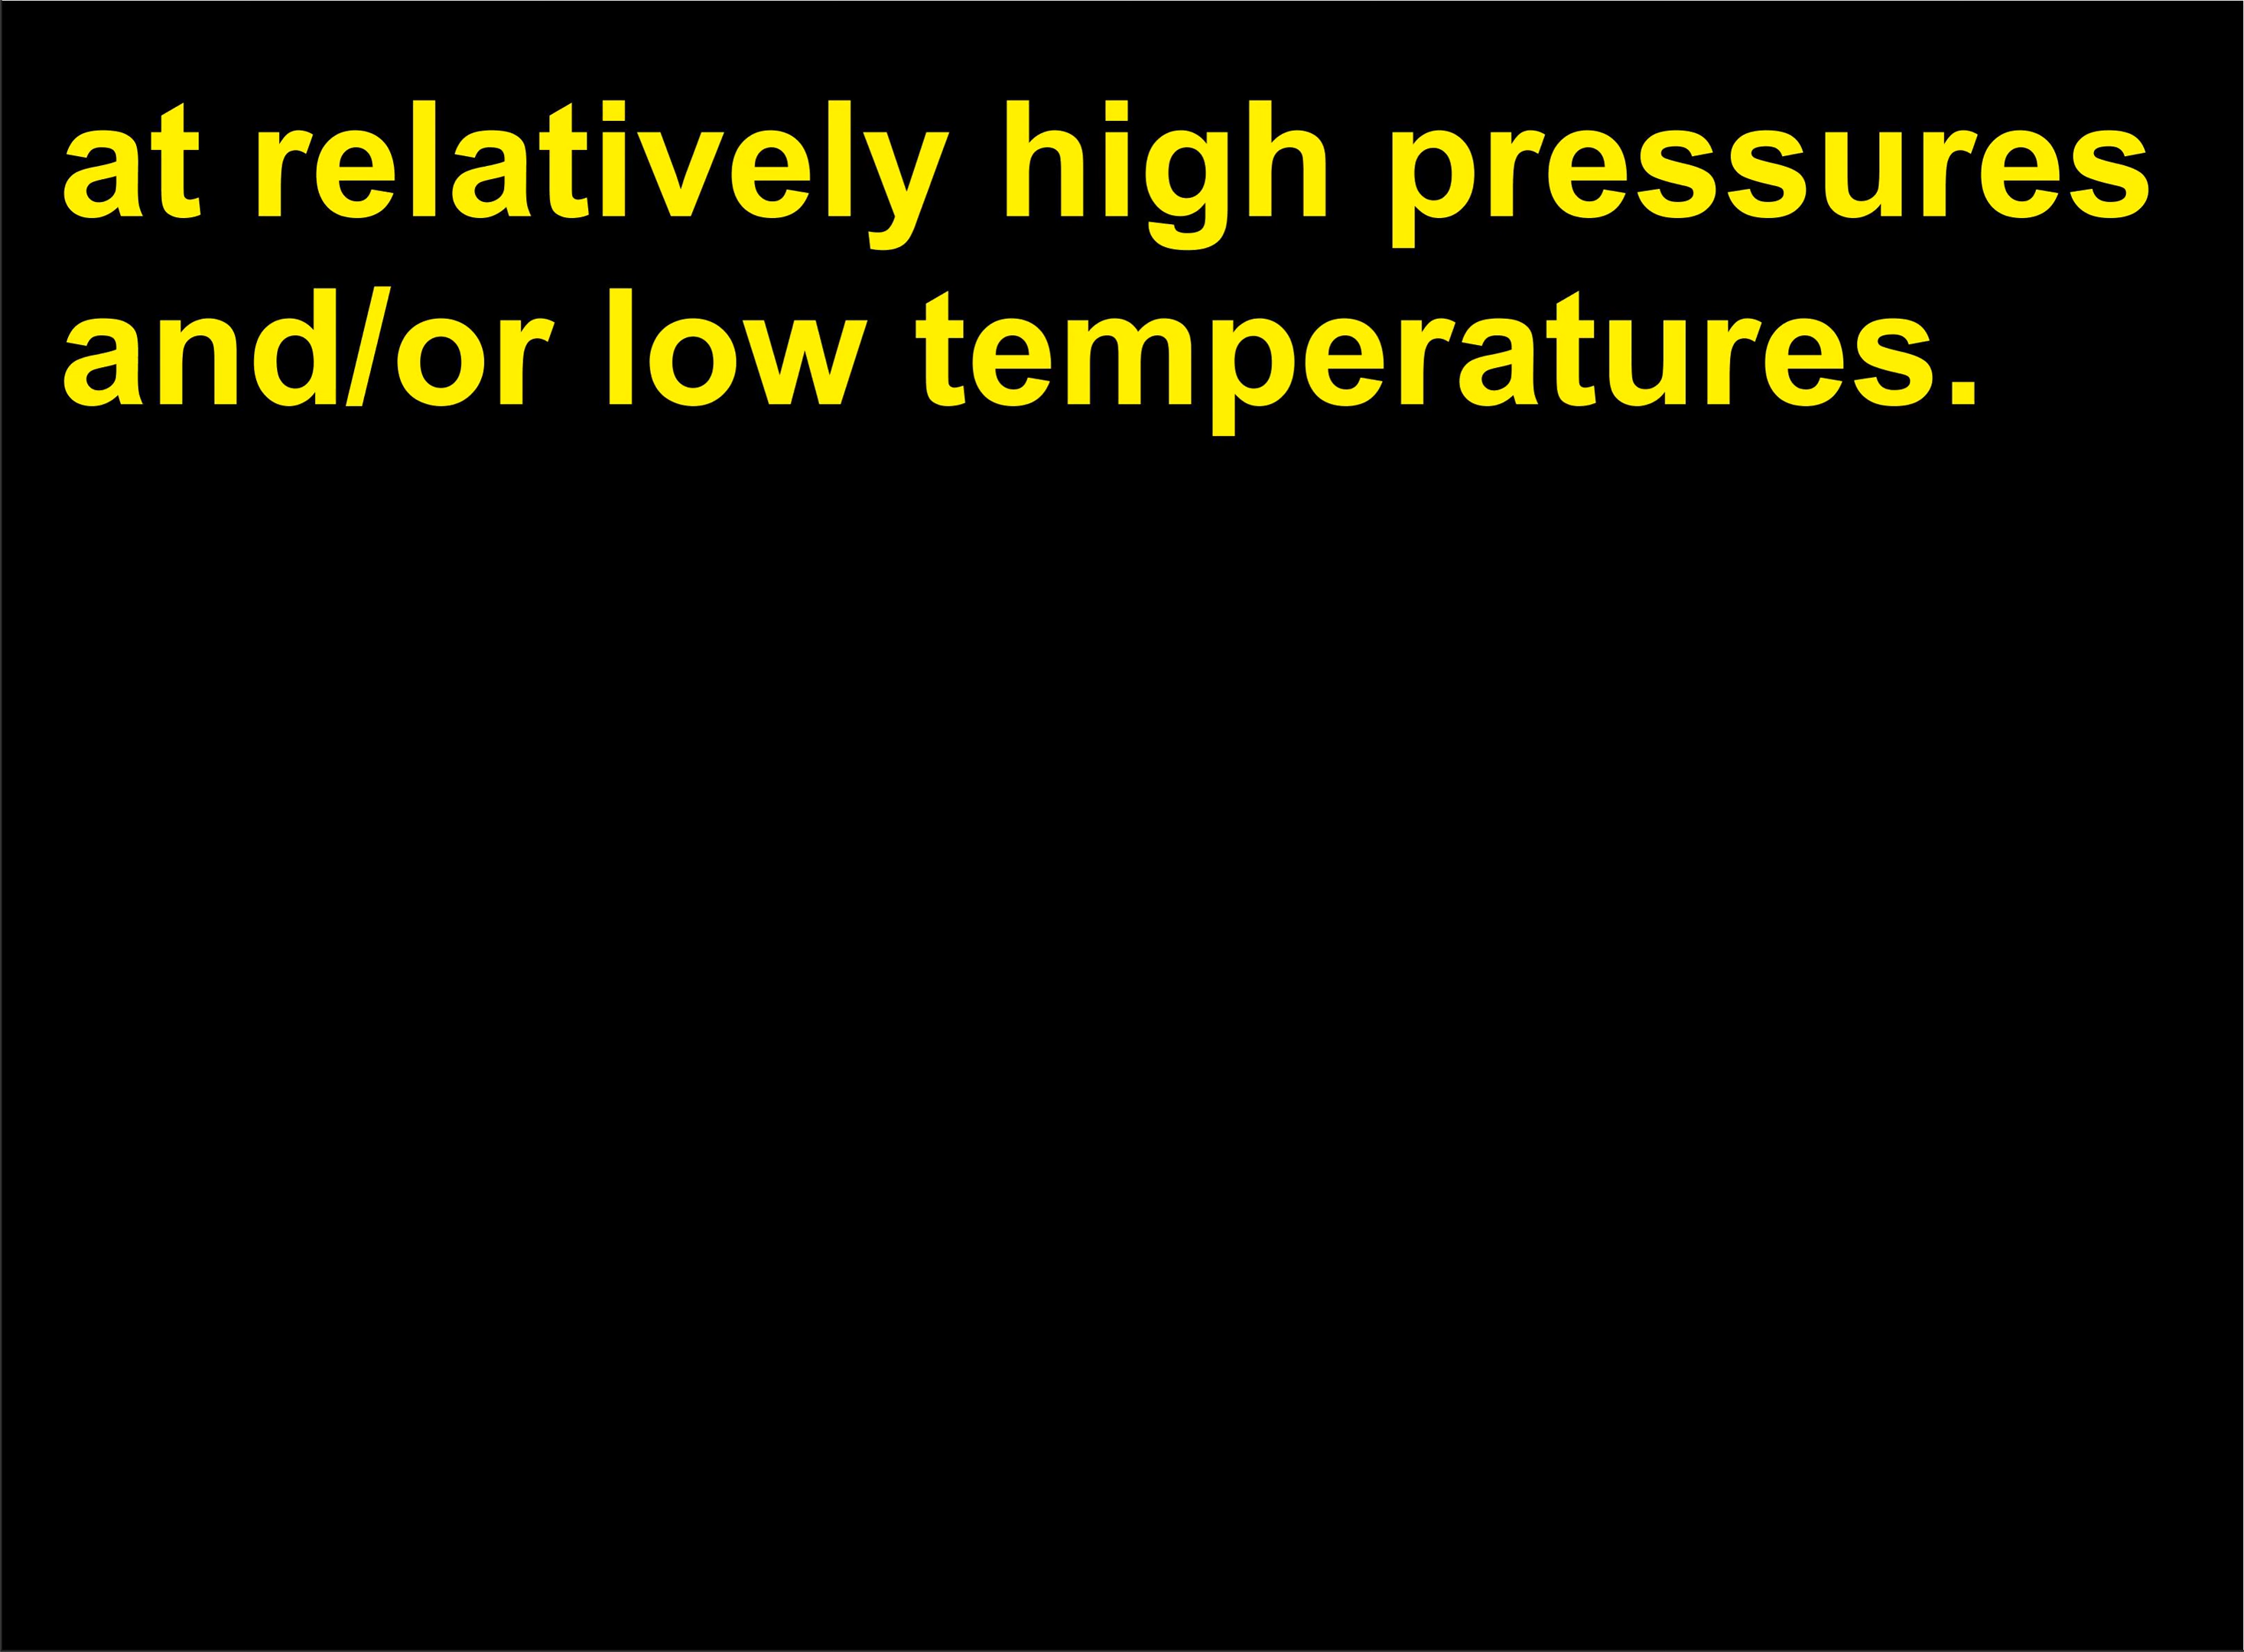 at relatively high pressures
and/or low temperatures.